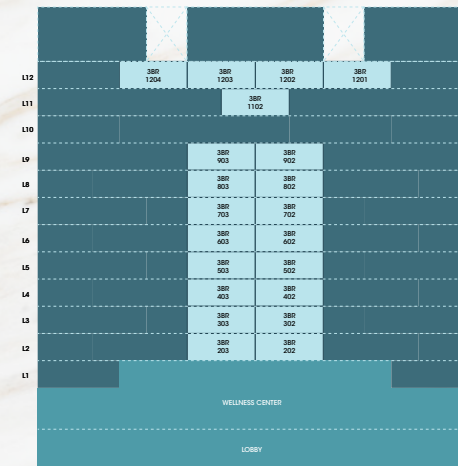 L12
3BR 3BR 3BR 3BR
1204 1203 1202 1201
L11
3BR
1102
L10
L9
3BR 3BR
903 902
L8
3BR 3BR
803 802
L7
3BR 3BR
703 702
L6
3BR 3BR
603 602
L5
3BR 3BR
503 502
L4
3BR 3BR
403 402
L3
3BR 3BR
303 302
L2
3BR 3BR
203 202
L1
WELLNESS CENTER
LOBBY